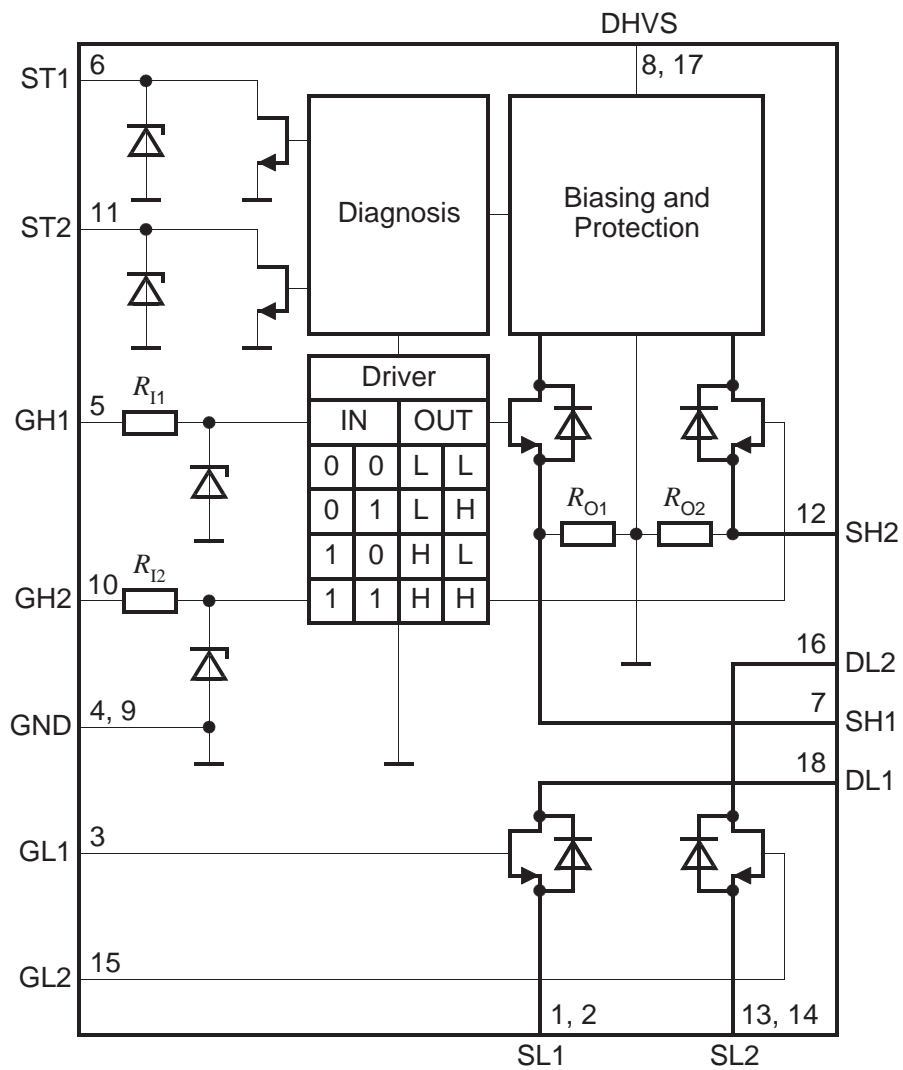 DHVS
8, 17
ST1
6
ST2
11
Diagnosis
Biasing and
Protection
Driver
IN OUT
0 0 L L
0 1 L H
1 0 H L
1 1 H H
GH1
5
RI1
GH2
10
RI2
GND
4, 9
RO1
RO2
12
SH2
16
DL2
7
SH1
18
DL1
GL1
3
GL2
15
1, 2
SL1
13, 14
SL2